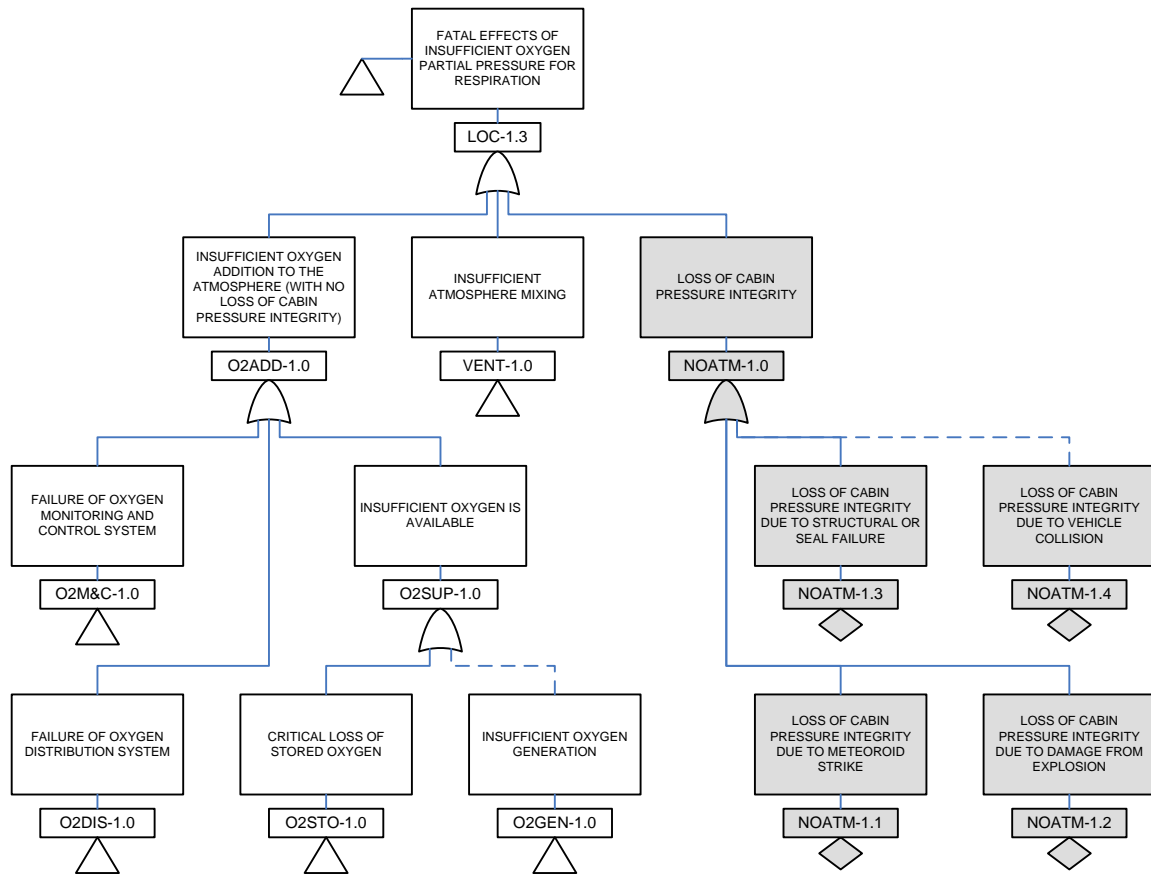 FATAL EFFECTS OF
INSUFFICIENT OXYGEN
PARTIAL PRESSURE FOR
RESPIRATION
LOC-1.3
INSUFFICIENT OXYGEN
ADDITION TO THE
ATMOSPHERE (WITH NO
LOSS OF CABIN
PRESSURE INTEGRITY)
O2ADD-1.0
INSUFFICIENT
ATMOSPHERE MIXING
VENT-1.0
LOSS OF CABIN
PRESSURE INTEGRITY
NOATM-1.0
FAILURE OF OXYGEN
MONITORING AND
CONTROL SYSTEM
O2M&C-1.0
INSUFFICIENT OXYGEN IS
AVAILABLE
O2SUP-1.0
LOSS OF CABIN
PRESSURE INTEGRITY
DUE TO STRUCTURAL OR
SEAL FAILURE
NOATM-1.3
LOSS OF CABIN
PRESSURE INTEGRITY
DUE TO VEHICLE
COLLISION
NOATM-1.4
FAILURE OF OXYGEN
DISTRIBUTION SYSTEM
O2DIS-1.0
CRITICAL LOSS OF
STORED OXYGEN
O2STO-1.0
INSUFFICIENT OXYGEN
GENERATION
O2GEN-1.0
LOSS OF CABIN
PRESSURE INTEGRITY
DUE TO METEOROID
STRIKE
NOATM-1.1
LOSS OF CABIN
PRESSURE INTEGRITY
DUE TO DAMAGE FROM
EXPLOSION
NOATM-1.2